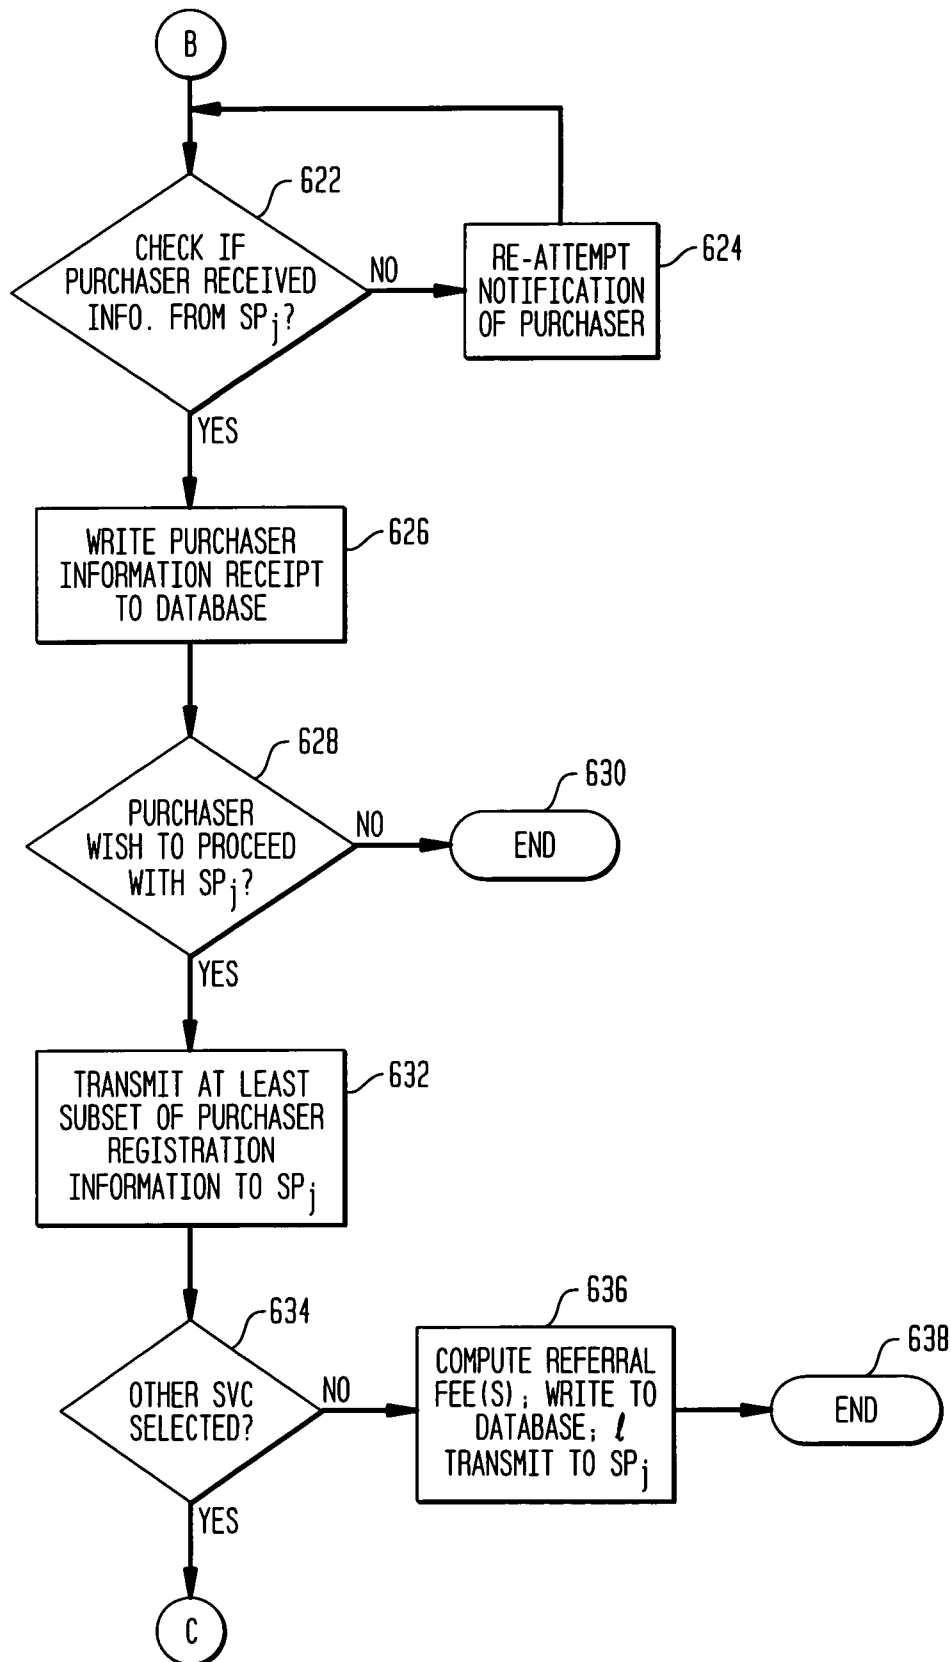 B
622
CHECK IF
PURCHASER RECEIVED
INFO. FROM SPj?
NO
RE-ATTEMPT
NOTIFICATION
OF PURCHASER
624
YES
WRITE PURCHASER
INFORMATION RECEIPT
TO DATABASE
626
628
PURCHASER
WISH TO PROCEED
WITH SPj?
NO
630
END
YES
TRANSMIT AT LEAST
SUBSET OF PURCHASER
REGISTRATION
INFORMATION TO SPj
632
634
OTHER SVC
SELECTED?
NO
636
COMPUTE REFERRAL
FEE(S); WRITE TO
DATABASE; ℓ
TRANSMIT TO SPj
638
END
YES
C